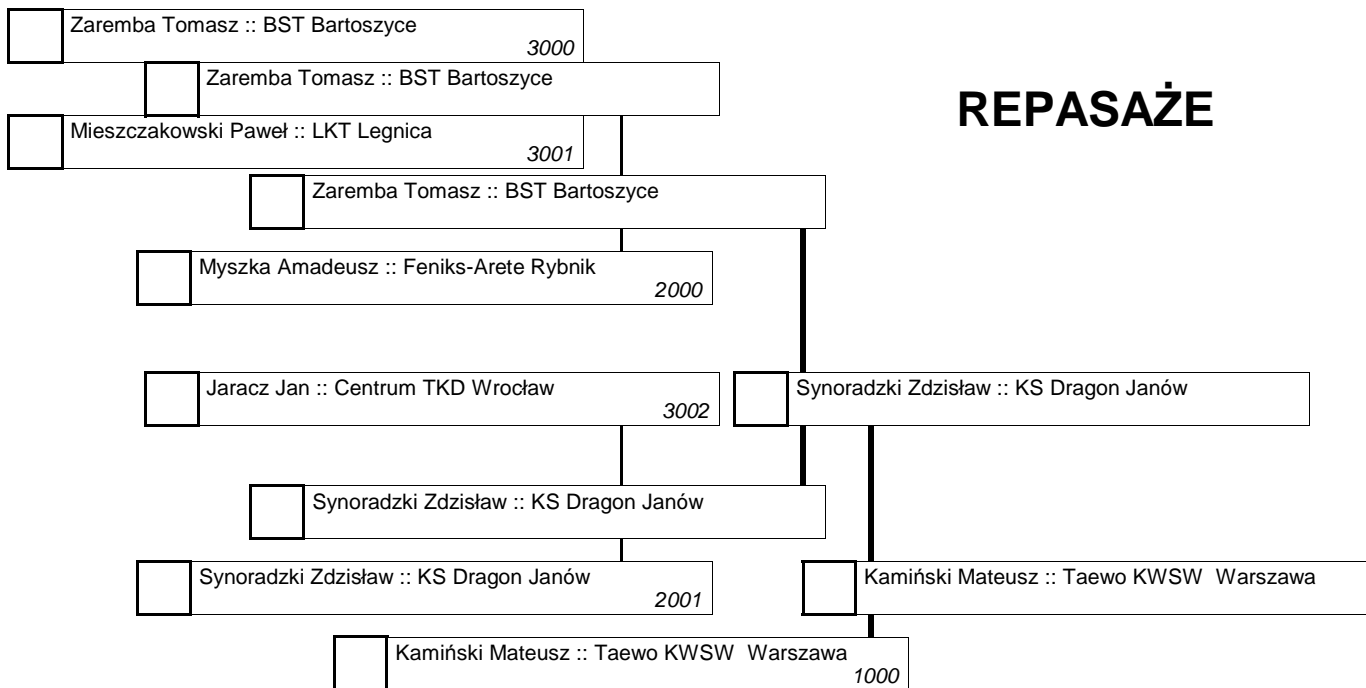 Zaremba Tomasz :: BST Bartoszyce
3000
Zaremba Tomasz :: BST Bartoszyce
REPASAŻE
Mieszczakowski Paweł :: LKT Legnica
3001
Zaremba Tomasz :: BST Bartoszyce
Myszka Amadeusz :: Feniks-Arete Rybnik
2000
Jaracz Jan :: Centrum TKD Wrocław
3002
Synoradzki Zdzisław :: KS Dragon Janów
Synoradzki Zdzisław :: KS Dragon Janów
Synoradzki Zdzisław :: KS Dragon Janów
2001
Kamiński Mateusz :: Taewo KWSW  Warszawa
Kamiński Mateusz :: Taewo KWSW  Warszawa
1000